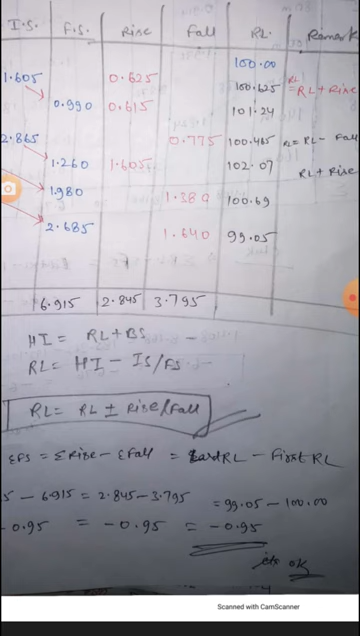 I.S. F.S. Rise Fall RL. Remark
100.00
1.605 0.625 100.625 RL = RL + Rise
0.990 0.615 101.24
2.865 0.775 100.465 RL = RL - Fall
1.260 1.605 102.07 RL + Rise
1.980 1.380 100.69
2.685 1.640 99.05
6.915 2.845 3.795
HI = RL + BS
RL = HI - IS/FS
RL = RL ± Rise/Fall
ΣFS = ΣRise - ΣFall = Last RL - First RL
5 - 6.915 = 2.845 - 3.795 = 99.05 - 100.00
-0.95 = -0.95 = -0.95
its ok
Scanned with CamScanner